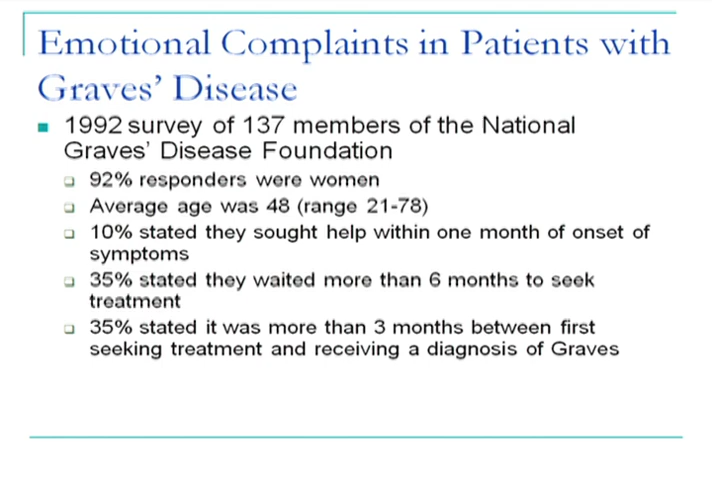 Emotional Complaints in Patients with
Graves' Disease
1992 survey of 137 members of the National
Graves' Disease Foundation
92% responders were women
Average age was 48 (range 21-78)
10% stated they sought help within one month of onset of
symptoms
35% stated they waited more than 6 months to seek
treatment
35% stated it was more than 3 months between first
seeking treatment and receiving a diagnosis of Graves